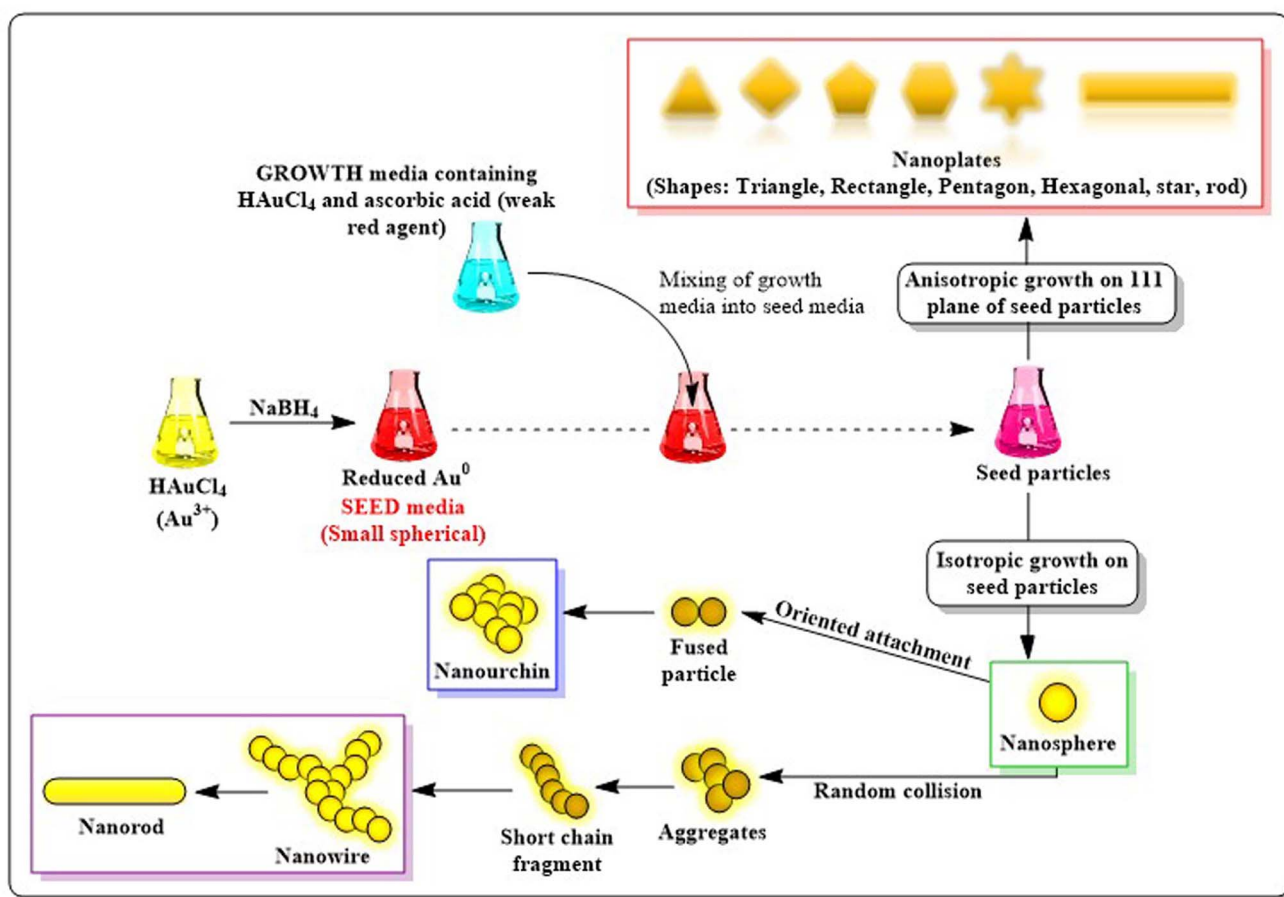 Nanoplates
(Shapes: Triangle, Rectangle, Pentagon, Hexagonal, star, rod)
GROWTH media containing
HAuCl₄ and ascorbic acid (weak
red agent)
Mixing of growth
media into seed media
Anisotropic growth on 111
plane of seed particles
NaBH₄
HAuCl₄
(Au³⁺)
Reduced Au⁰
SEED media
(Small spherical)
Seed particles
Isotropic growth on
seed particles
Oriented attachment
Fused
particle
Nanourchin
Nanosphere
Random collision
Aggregates
Short chain
fragment
Nanowire
Nanorod